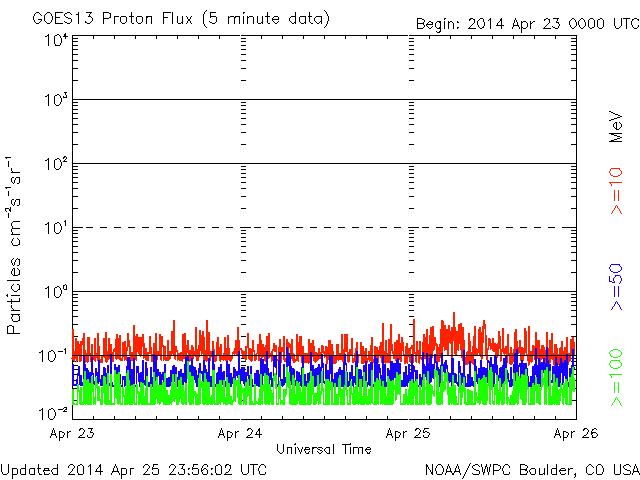 GOES13 Proton Flux (5 minute data)
Begin: 2014 Apr 23 0000 UTC
10⁴
10³
10²
10¹
10⁰
10⁻¹
10⁻²
Particles cm⁻²s⁻¹sr⁻¹
MeV
>=10
>=50
>=100
Apr 23
Apr 24
Apr 25
Apr 26
Universal Time
Updated 2014 Apr 25 23:56:02 UTC
NOAA/SWPC Boulder, CO USA